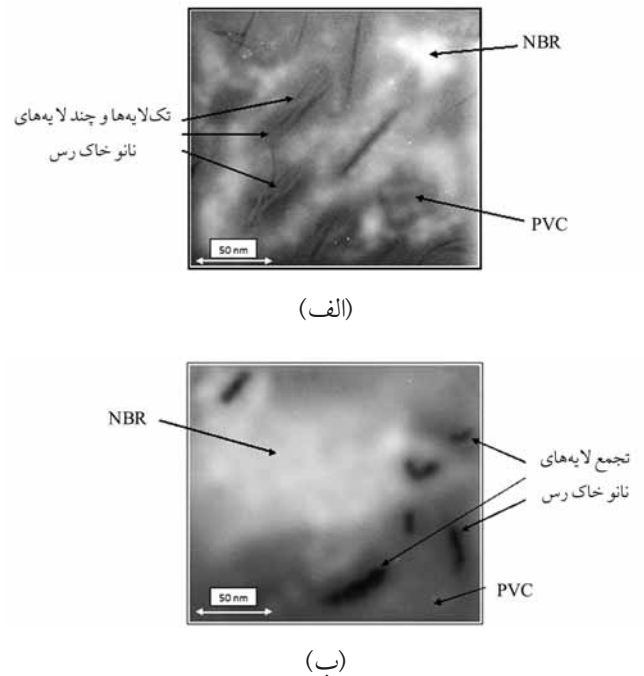 NBR
تک‌لایه‌ها و چند لایه‌های
نانو خاک رس
PVC
50 nm
(الف)
NBR
تجمع لایه‌های
نانو خاک رس
PVC
50 nm
(ب)